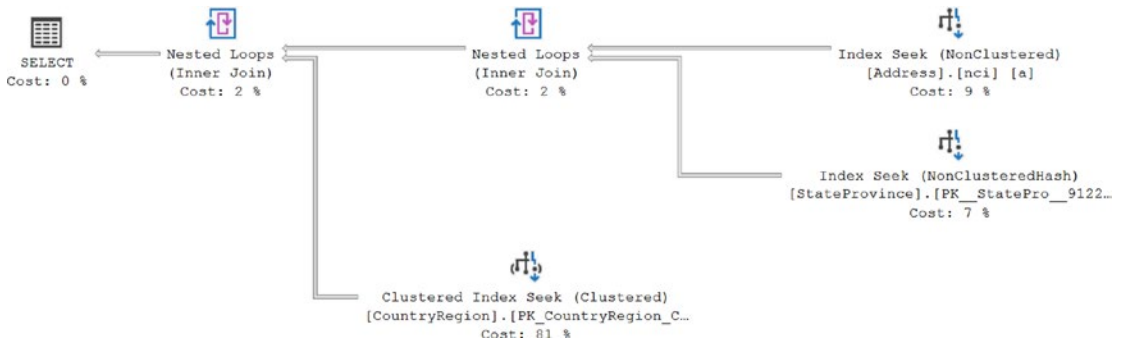 SELECT
Cost: 0 %
Nested Loops
(Inner Join)
Cost: 2 %
Nested Loops
(Inner Join)
Cost: 2 %
Index Seek (NonClustered)
[Address].[nci] [a]
Cost: 9 %
Index Seek (NonClusteredHash)
[StateProvince].[PK__StatePro__9122…
Cost: 7 %
Clustered Index Seek (Clustered)
[CountryRegion].[PK_CountryRegion_C…
Cost: 81 %